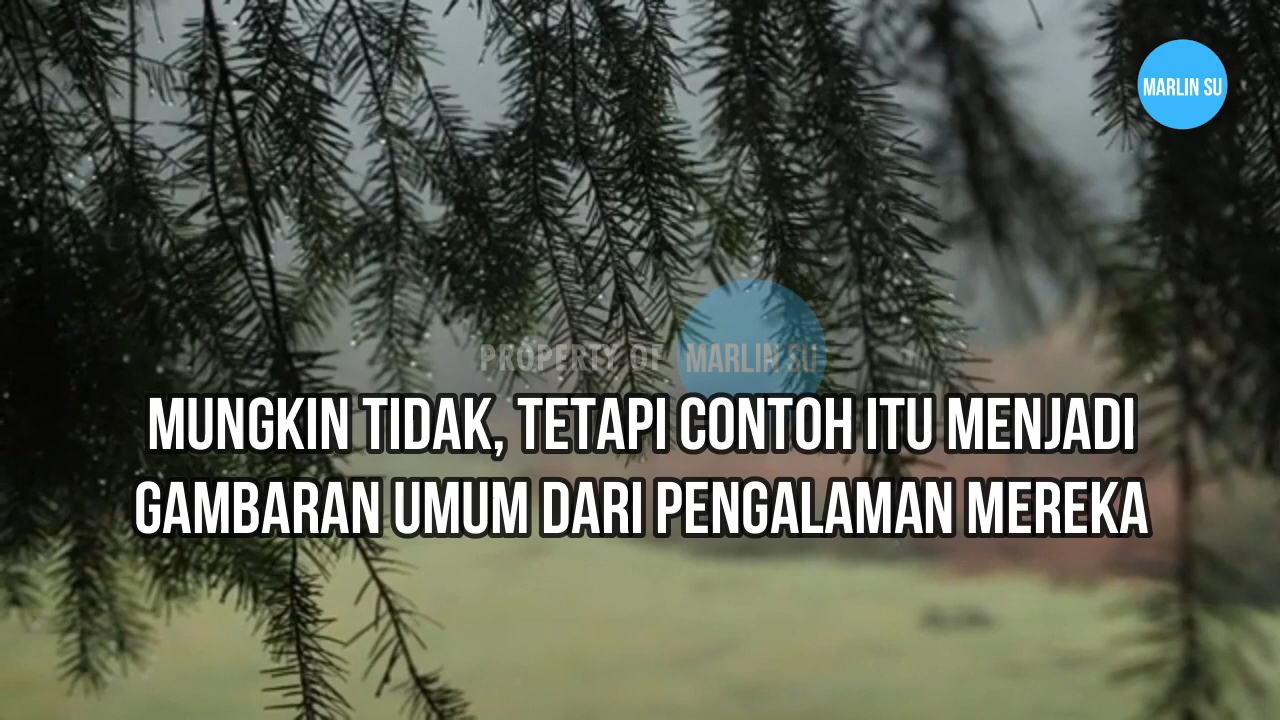 MARLIN SU
PROPERTY OF MARLIN SU
MUNGKIN TIDAK, TETAPI CONTOH ITU MENJADI
GAMBARAN UMUM DARI PENGALAMAN MEREKA